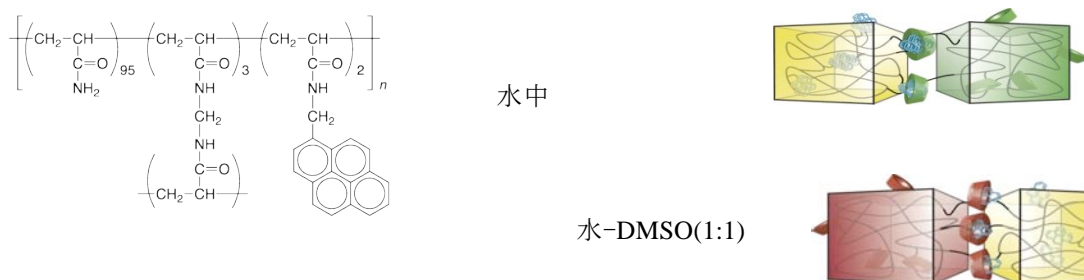 CH₂-CH CH₂-CH CH₂-CH
C=O 95 C=O 3 C=O 2 n
NH₂ NH NH
CH₂ CH₂
NH
C=O
CH₂-CH
水中
水-DMSO(1:1)